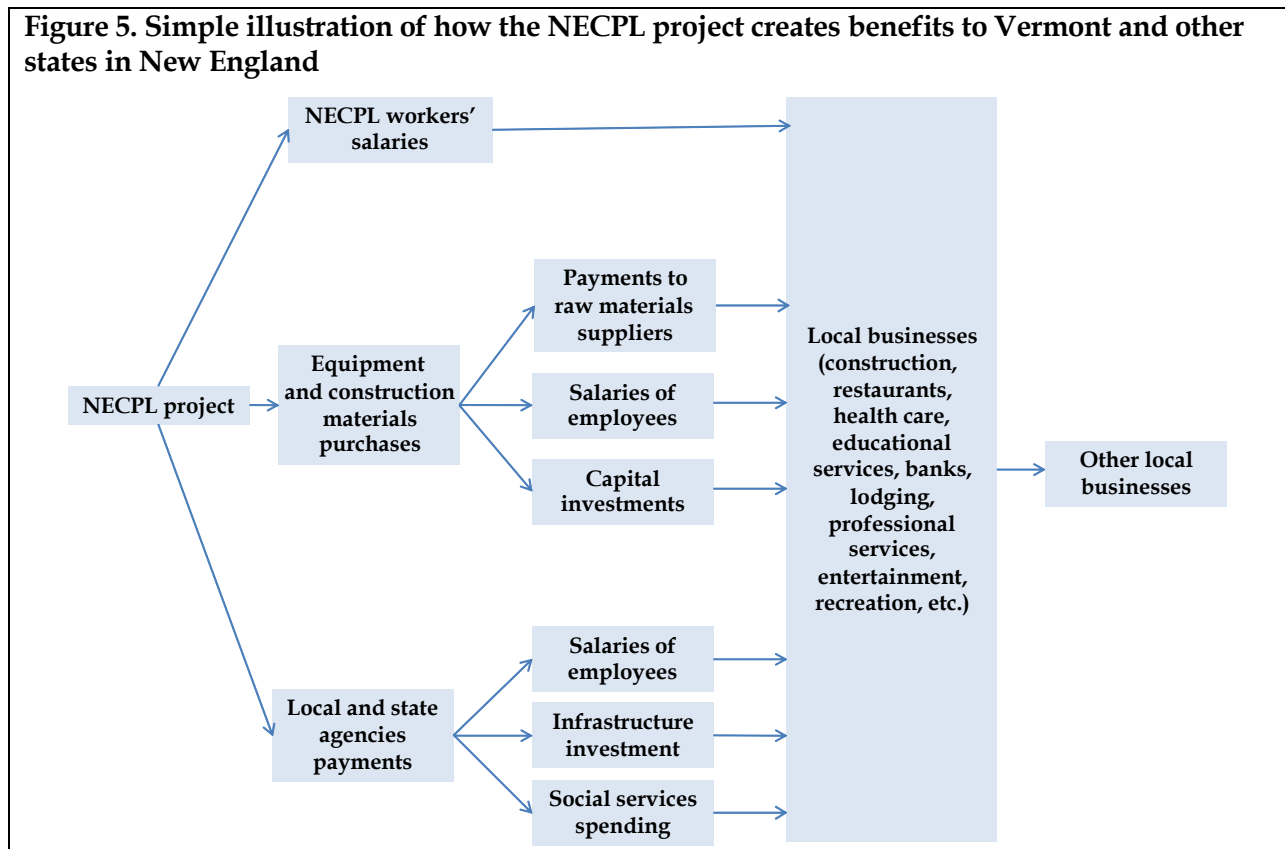 Figure 5. Simple illustration of how the NECPL project creates benefits to Vermont and other
states in New England
NECPL workers'
salaries
Payments to
raw materials
suppliers
Equipment
and construction
materials
purchases
NECPL project
Salaries of
employees
Capital
investments
Local businesses
(construction,
restaurants,
health care,
educational
services, banks,
lodging,
professional
services,
entertainment,
recreation, etc.)
Other local
businesses
Local and state
agencies
payments
Salaries of
employees
Infrastructure
investment
Social services
spending